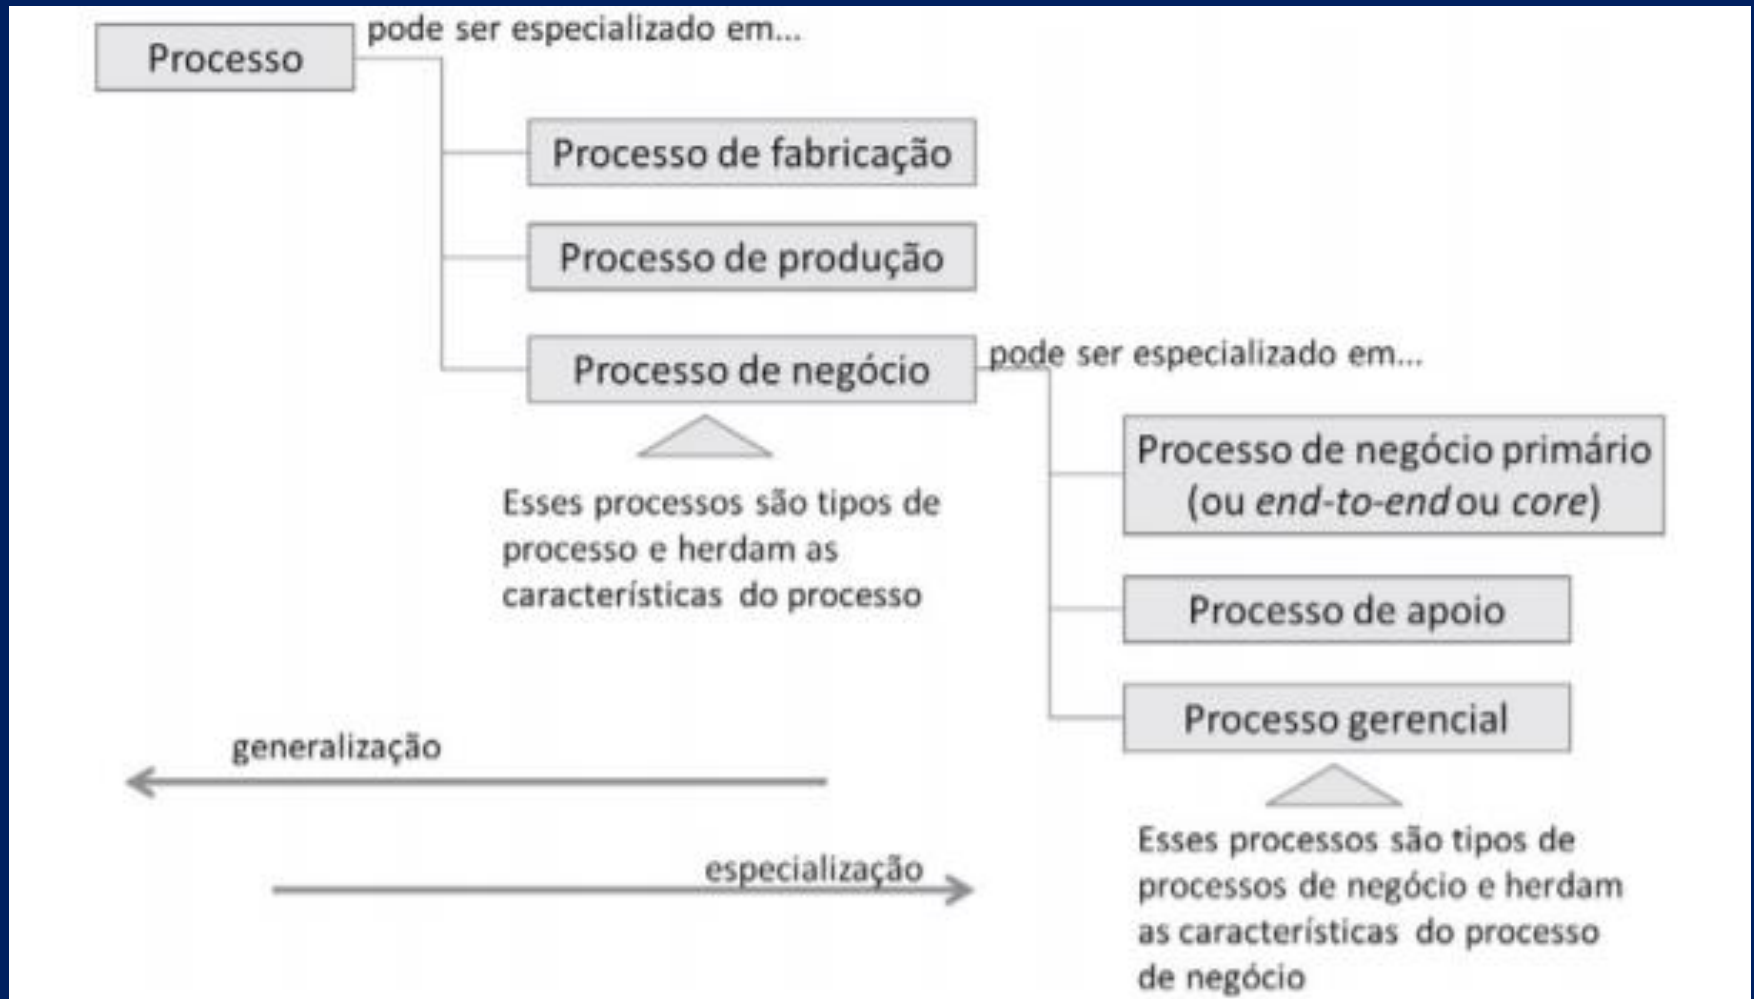 Processo
pode ser especializado em...
Processo de fabricação
Processo de produção
Processo de negócio
pode ser especializado em...
Processo de negócio primário
(ou end-to-end ou core)
Processo de apoio
Processo gerencial
Esses processos são tipos de
processo e herdam as
características do processo
generalização
especialização
Esses processos são tipos de
processos de negócio e herdam
as características do processo
de negócio